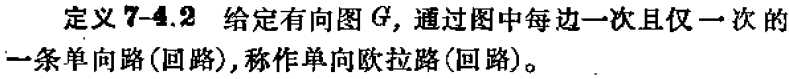 定义 7-4.2 给定有向图 G, 通过图中每边一次且仅一次的
一条单向路(回路), 称作单向欧拉路(回路)。